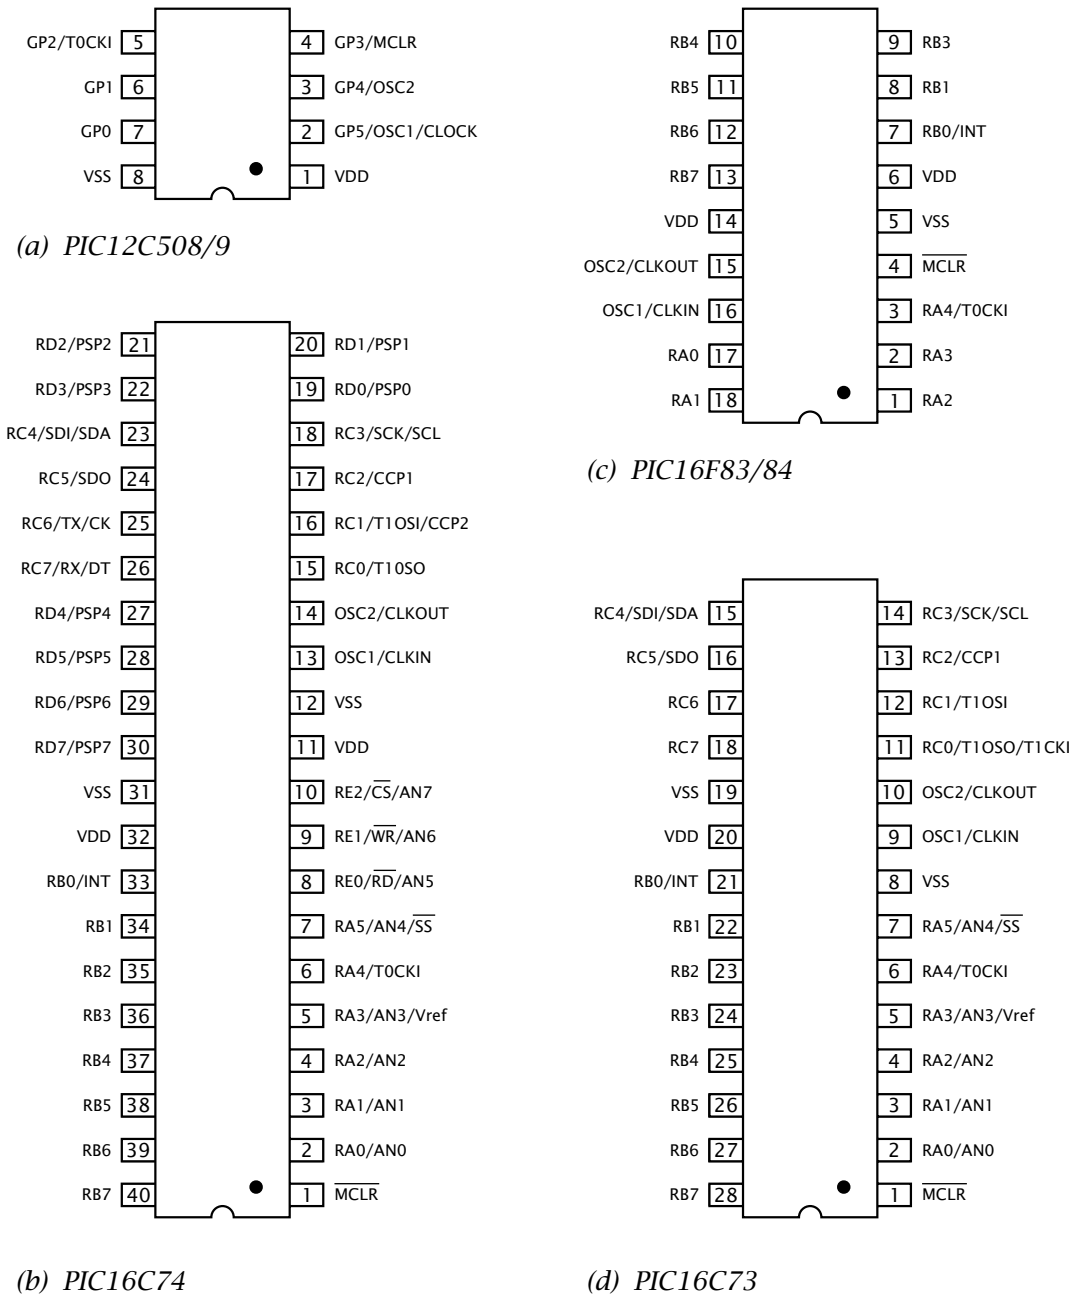 GP2/T0CKI 5 4 GP3/MCLR
GP1 6 3 GP4/OSC2
GP0 7 2 GP5/OSC1/CLOCK
VSS 8 1 VDD
(a) PIC12C508/9
RD2/PSP2 21 20 RD1/PSP1
RD3/PSP3 22 19 RD0/PSP0
RC4/SDI/SDA 23 18 RC3/SCK/SCL
RC5/SDO 24 17 RC2/CCP1
RC6/TX/CK 25 16 RC1/T1OSI/CCP2
RC7/RX/DT 26 15 RC0/T10SO
RD4/PSP4 27 14 OSC2/CLKOUT
RD5/PSP5 28 13 OSC1/CLKIN
RD6/PSP6 29 12 VSS
RD7/PSP7 30 11 VDD
VSS 31 10 RE2/CS/AN7
VDD 32 9 RE1/WR/AN6
RB0/INT 33 8 RE0/RD/AN5
RB1 34 7 RA5/AN4/SS
RB2 35 6 RA4/T0CKI
RB3 36 5 RA3/AN3/Vref
RB4 37 4 RA2/AN2
RB5 38 3 RA1/AN1
RB6 39 2 RA0/AN0
RB7 40 1 MCLR
(b) PIC16C74
RB4 10 9 RB3
RB5 11 8 RB1
RB6 12 7 RB0/INT
RB7 13 6 VDD
VDD 14 5 VSS
OSC2/CLKOUT 15 4 MCLR
OSC1/CLKIN 16 3 RA4/T0CKI
RA0 17 2 RA3
RA1 18 1 RA2
(c) PIC16F83/84
RC4/SDI/SDA 15 14 RC3/SCK/SCL
RC5/SDO 16 13 RC2/CCP1
RC6 17 12 RC1/T1OSI
RC7 18 11 RC0/T1OSO/T1CKI
VSS 19 10 OSC2/CLKOUT
VDD 20 9 OSC1/CLKIN
RB0/INT 21 8 VSS
RB1 22 7 RA5/AN4/SS
RB2 23 6 RA4/T0CKI
RB3 24 5 RA3/AN3/Vref
RB4 25 4 RA2/AN2
RB5 26 3 RA1/AN1
RB6 27 2 RA0/AN0
RB7 28 1 MCLR
(d) PIC16C73